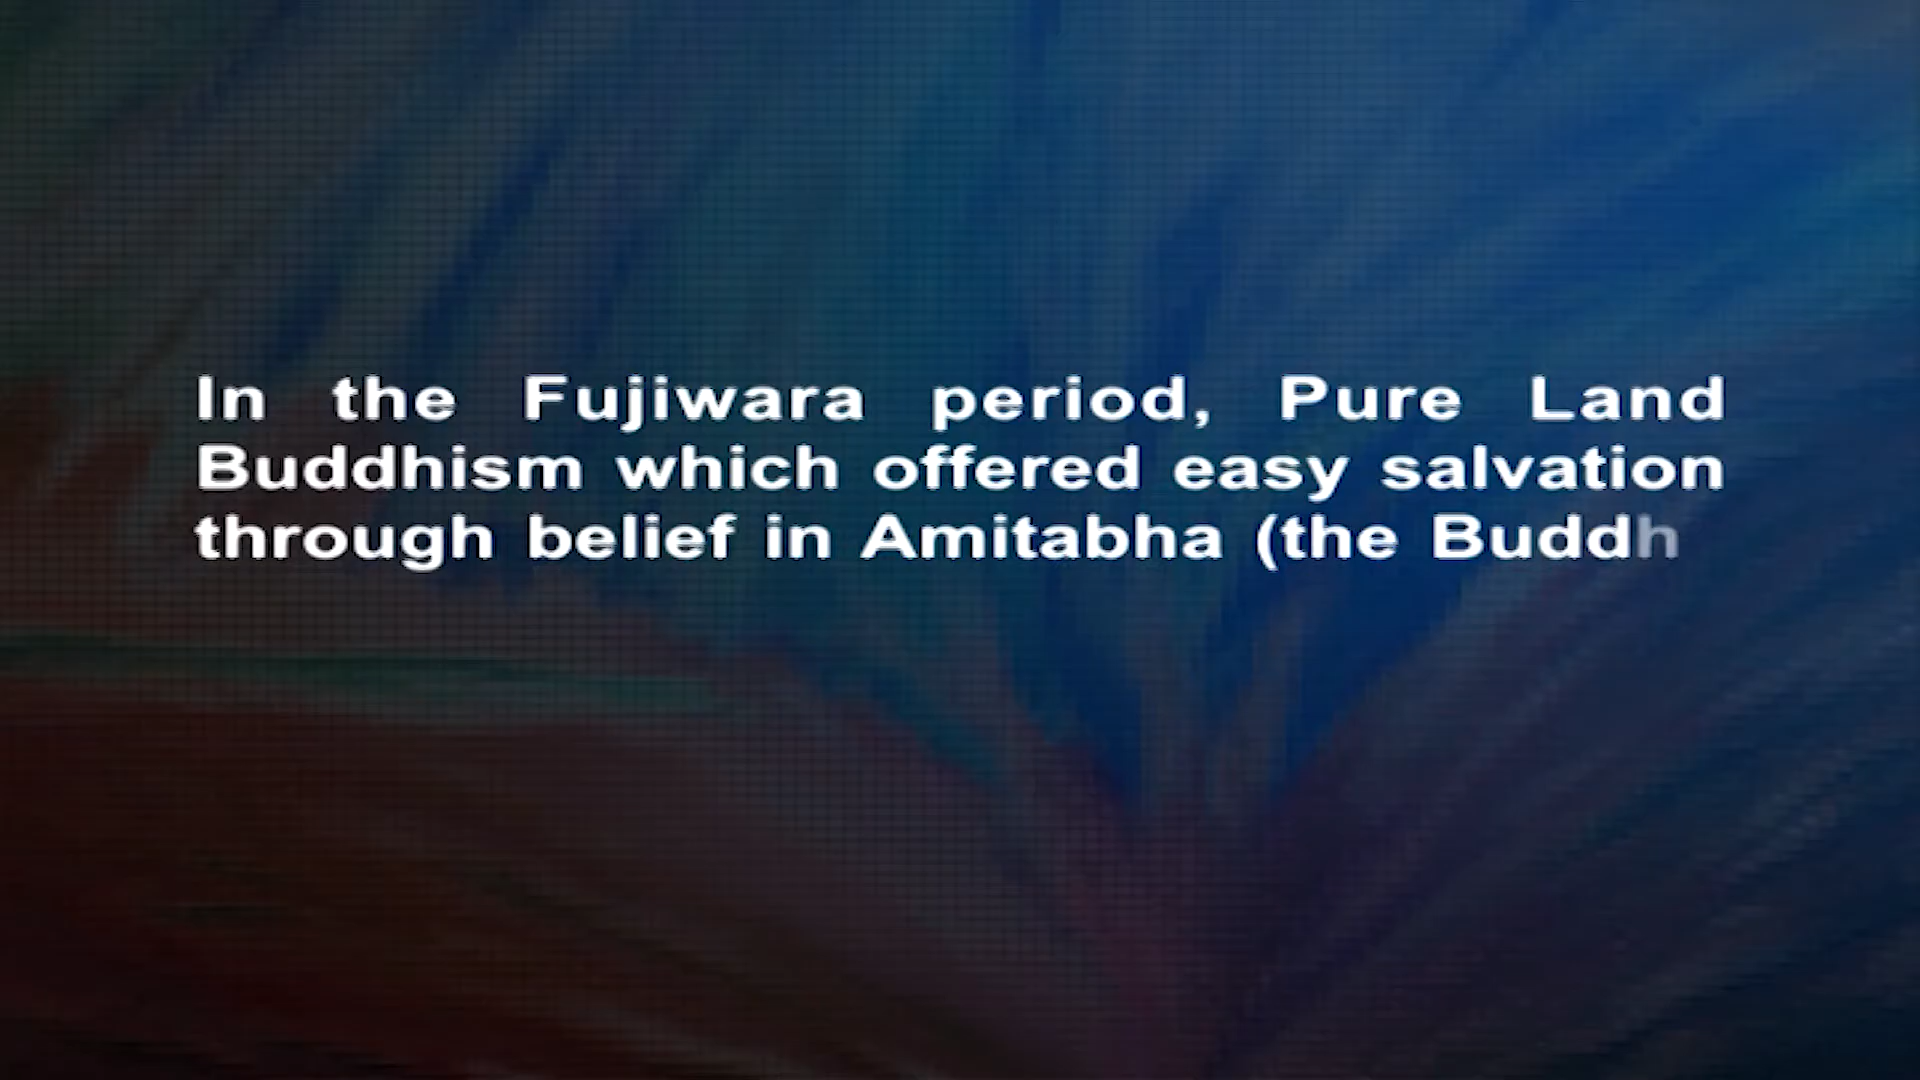 In the Fujiwara period, Pure Land
Buddhism which offered easy salvation
through belief in Amitabha (the Buddh